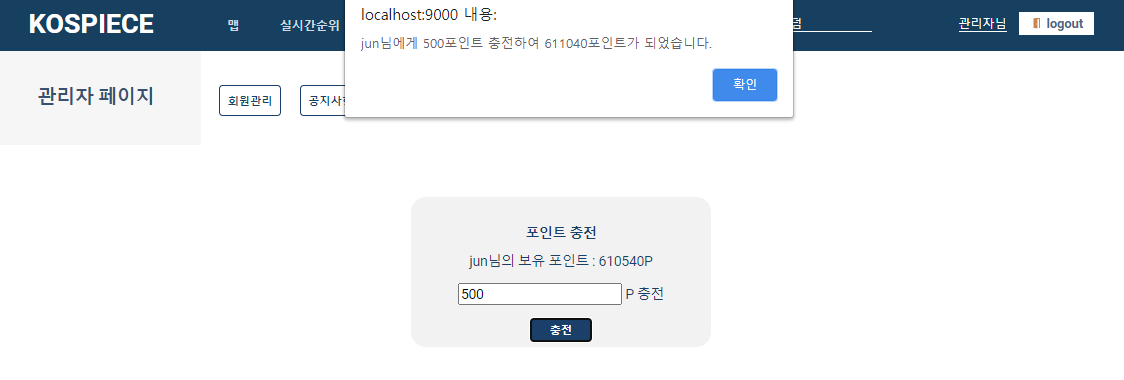 KOSPIECE 맵 실시간순위 덤 관리자님 logout
localhost:9000 내용:
jun님에게 500포인트 충전하여 611040포인트가 되었습니다.
확인
관리자 페이지
회원관리 공지사항
포인트 충전
jun님의 보유 포인트 : 610540P
500 P 충전
충전